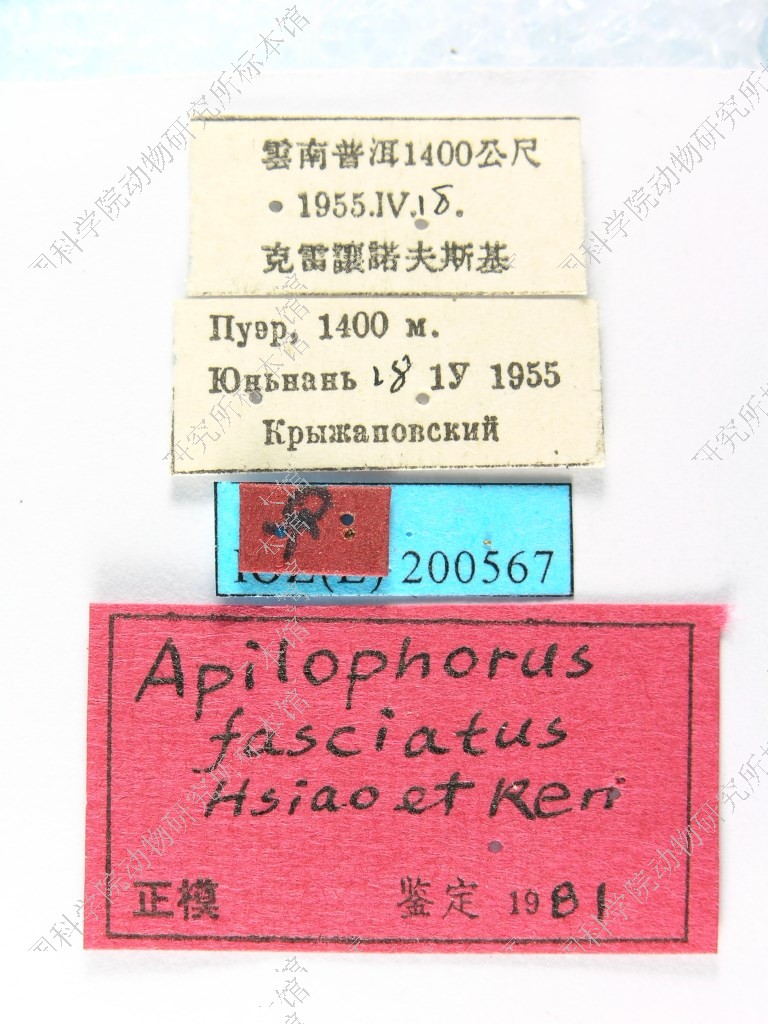 雲南普洱1400公尺
1955.IV.18.
克雷讓諾夫斯基
Пуэр, 1400 м.
Юньнань 18 1У 1955
Крыжановский
IOZ(E) 200567
Apilophorus
fasciatus
Hsiao et Ren
正模 鉴定 1981